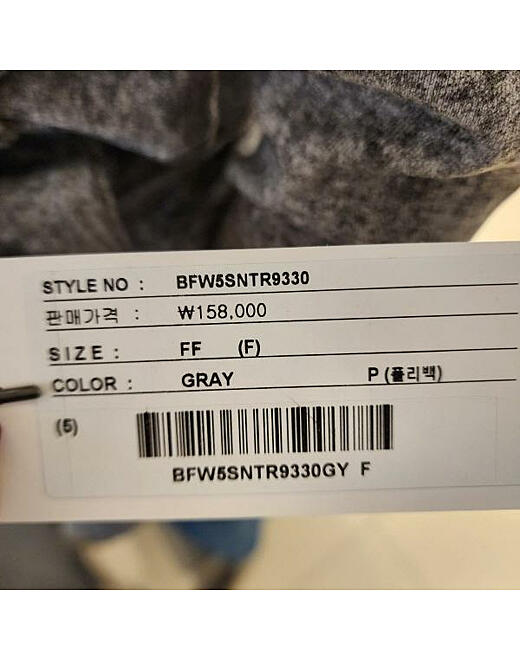 STYLE NO : BFW5SNTR9330
판매가격 : ₩158,000
SIZE : FF (F)
COLOR : GRAY P (폴리백)
(5)
BFW5SNTR9330GY F